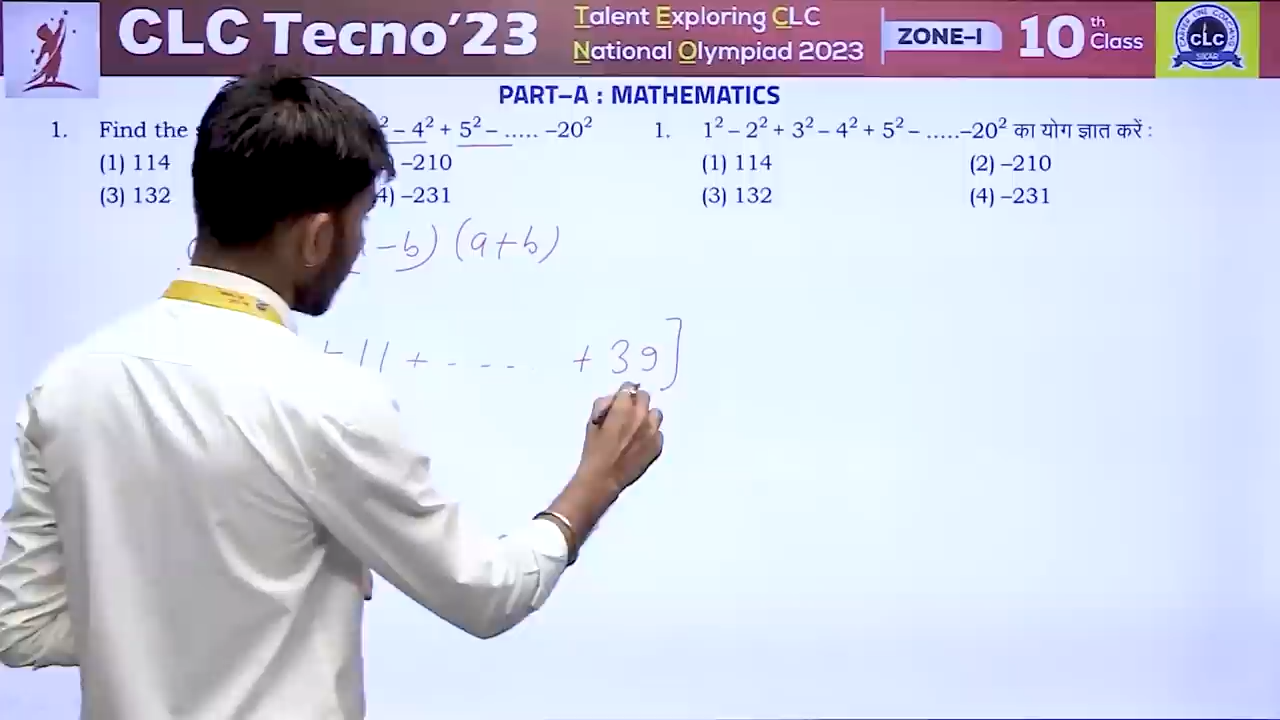 CLC Tecno'23
Talent Exploring CLC
National Olympiad 2023
ZONE–I
10th Class
CLC
SIKAR
PART–A : MATHEMATICS
1. Find the ² – 4² + 5² – ..... –20²
(1) 114 –210
(3) 132 4) –231
1. 1² – 2² + 3² – 4² + 5² – .....–20² का योग ज्ञात करें :
(1) 114 (2) –210
(3) 132 (4) –231
–b) (a+b)
11 + ---- + 39]